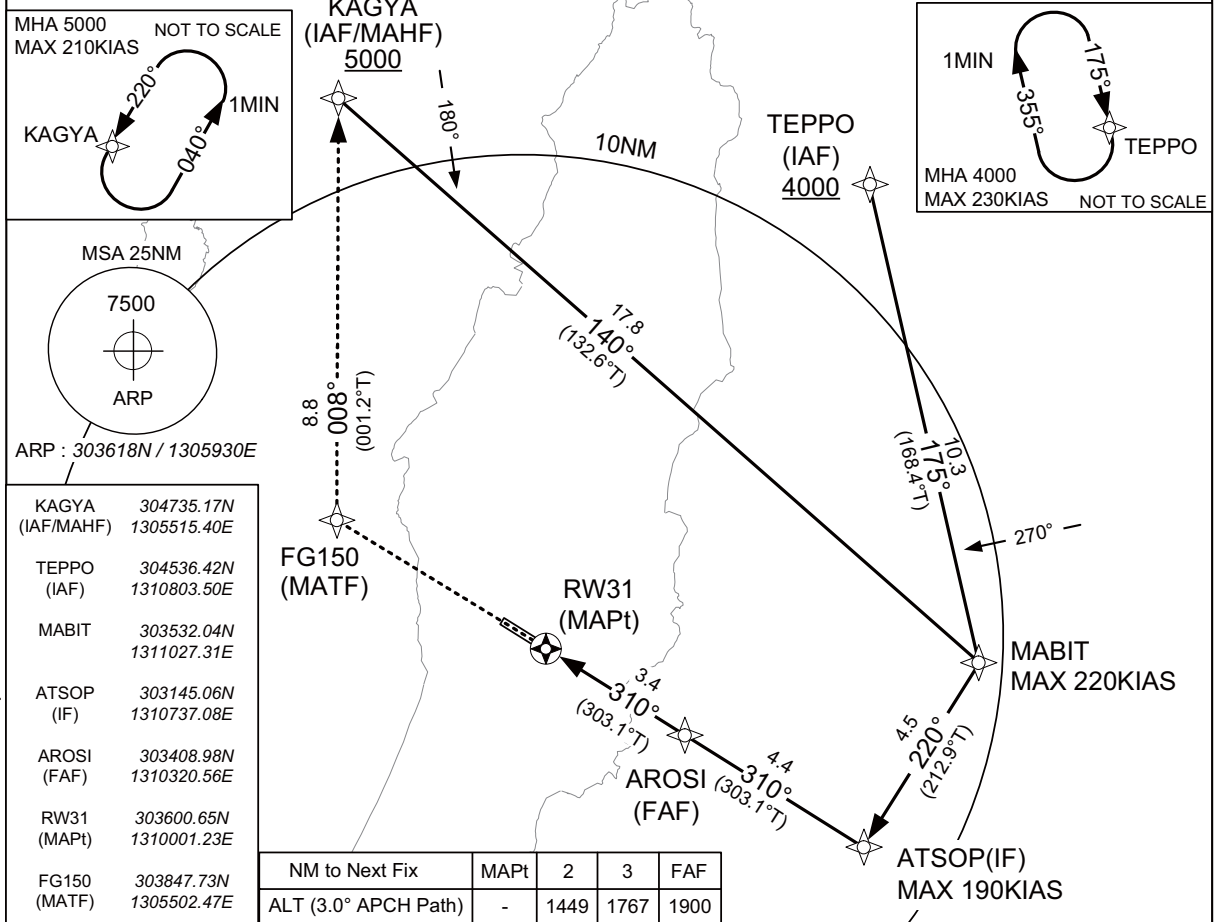 MHA 5000
MAX 210KIAS
NOT TO SCALE
220°
1MIN
KAGYA
040°
KAGYA
(IAF/MAHF)
5000
180°
10NM
TEPPO
(IAF)
4000
1MIN
175°
355°
TEPPO
MHA 4000
MAX 230KIAS
NOT TO SCALE
MSA 25NM
7500
ARP
ARP : 303618N / 1305930E
17.8
140°
(132.6°T)
8.8
008°
(001.2°T)
10.3
175°
(168.4°T)
270°
FG150
(MATF)
RW31
(MAPt)
MABIT
MAX 220KIAS
3.4
310°
(303.1°T)
4.5
220°
(212.9°T)
AROSI
(FAF)
4.4
310°
(303.1°T)
ATSOP(IF)
MAX 190KIAS
KAGYA 304735.17N
(IAF/MAHF) 1305515.40E
TEPPO 304536.42N
(IAF) 1310803.50E
MABIT 303532.04N
1311027.31E
ATSOP 303145.06N
(IF) 1310737.08E
AROSI 303408.98N
(FAF) 1310320.56E
RW31 303600.65N
(MAPt) 1310001.23E
FG150 303847.73N
(MATF) 1305502.47E
NM to Next Fix MAPt 2 3 FAF
ALT (3.0° APCH Path) - 1449 1767 1900